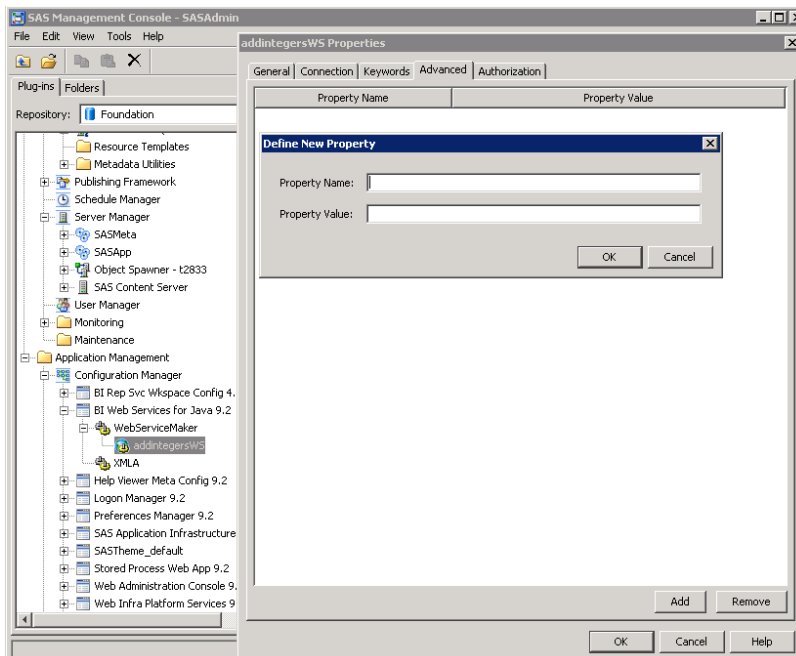 SAS Management Console - SASAdmin
File Edit View Tools Help
Plug-ins Folders
Repository: Foundation
Resource Templates
Metadata Utilities
Publishing Framework
Schedule Manager
Server Manager
SASMeta
SASApp
Object Spawner - t2833
SAS Content Server
User Manager
Monitoring
Maintenance
Application Management
Configuration Manager
BI Rep Svc Wkspace Config 4.
BI Web Services for Java 9.2
WebServiceMaker
addintegersWS
XMLA
Help Viewer Meta Config 9.2
Logon Manager 9.2
Preferences Manager 9.2
SAS Application Infrastructure
SASTheme_default
Stored Process Web App 9.2
Web Administration Console 9.
Web Infra Platform Services 9
addintegersWS Properties
General Connection Keywords Advanced Authorization
Property Name Property Value
Define New Property
Property Name:
Property Value:
OK Cancel
Add Remove
OK Cancel Help